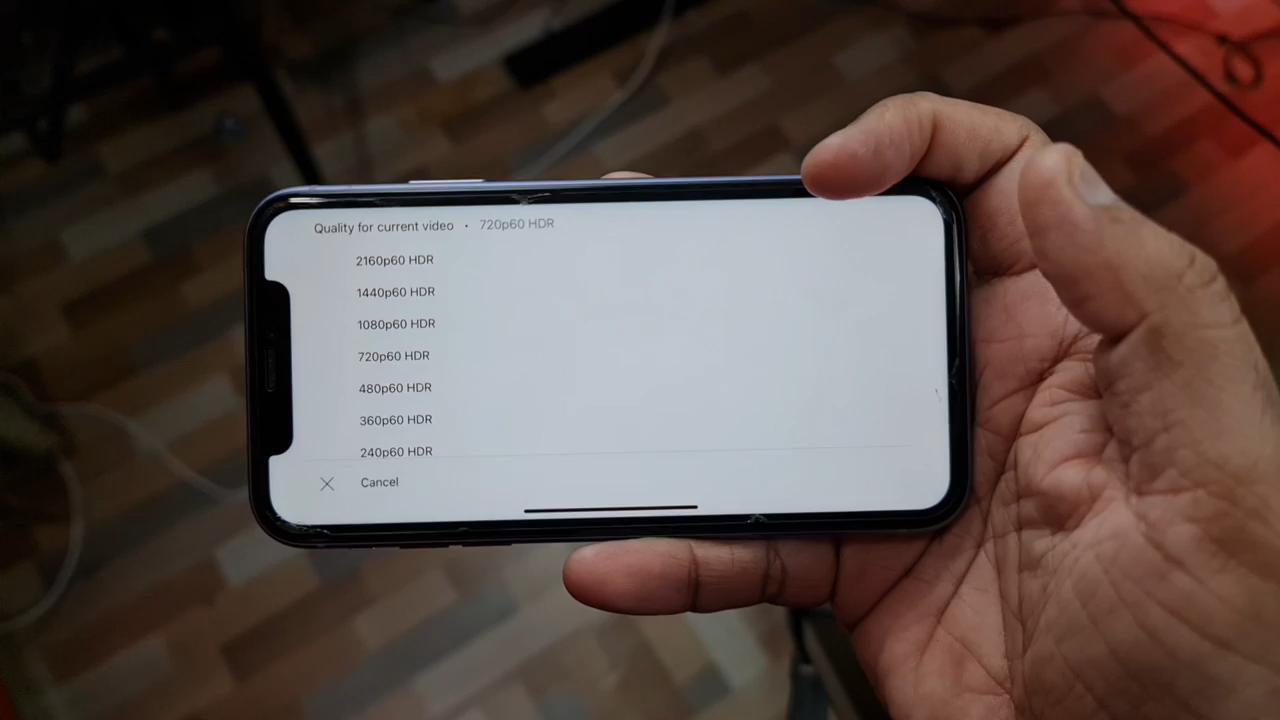 Quality for current video • 720p60 HDR
2160p60 HDR
1440p60 HDR
1080p60 HDR
720p60 HDR
480p60 HDR
360p60 HDR
240p60 HDR
Cancel